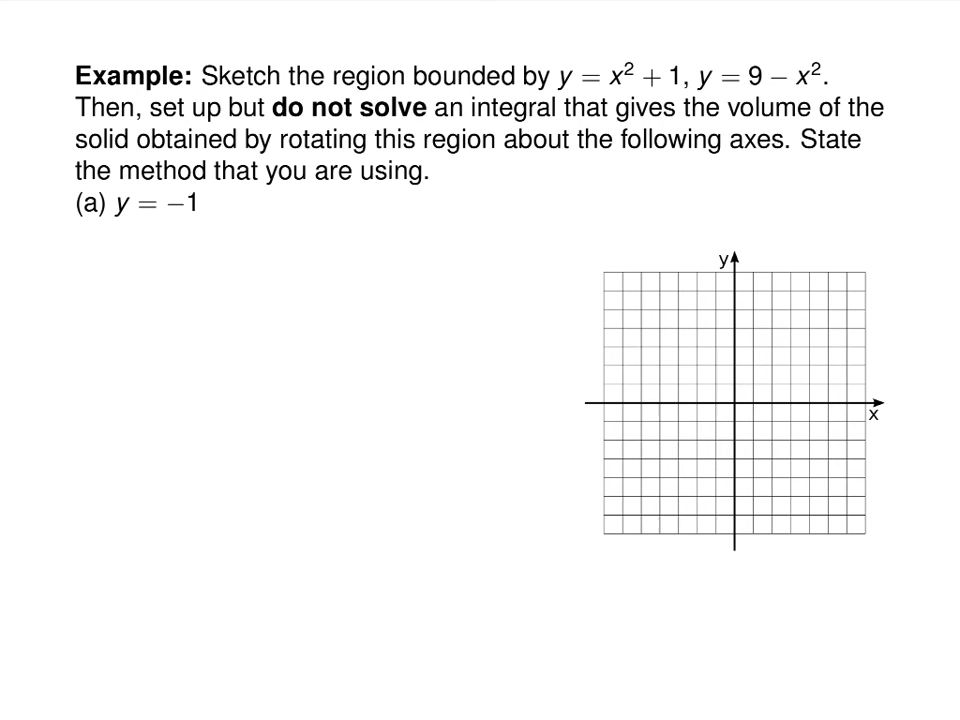 Example: Sketch the region bounded by y = x² + 1, y = 9 − x².
Then, set up but do not solve an integral that gives the volume of the
solid obtained by rotating this region about the following axes. State
the method that you are using.
(a) y = −1
y
x